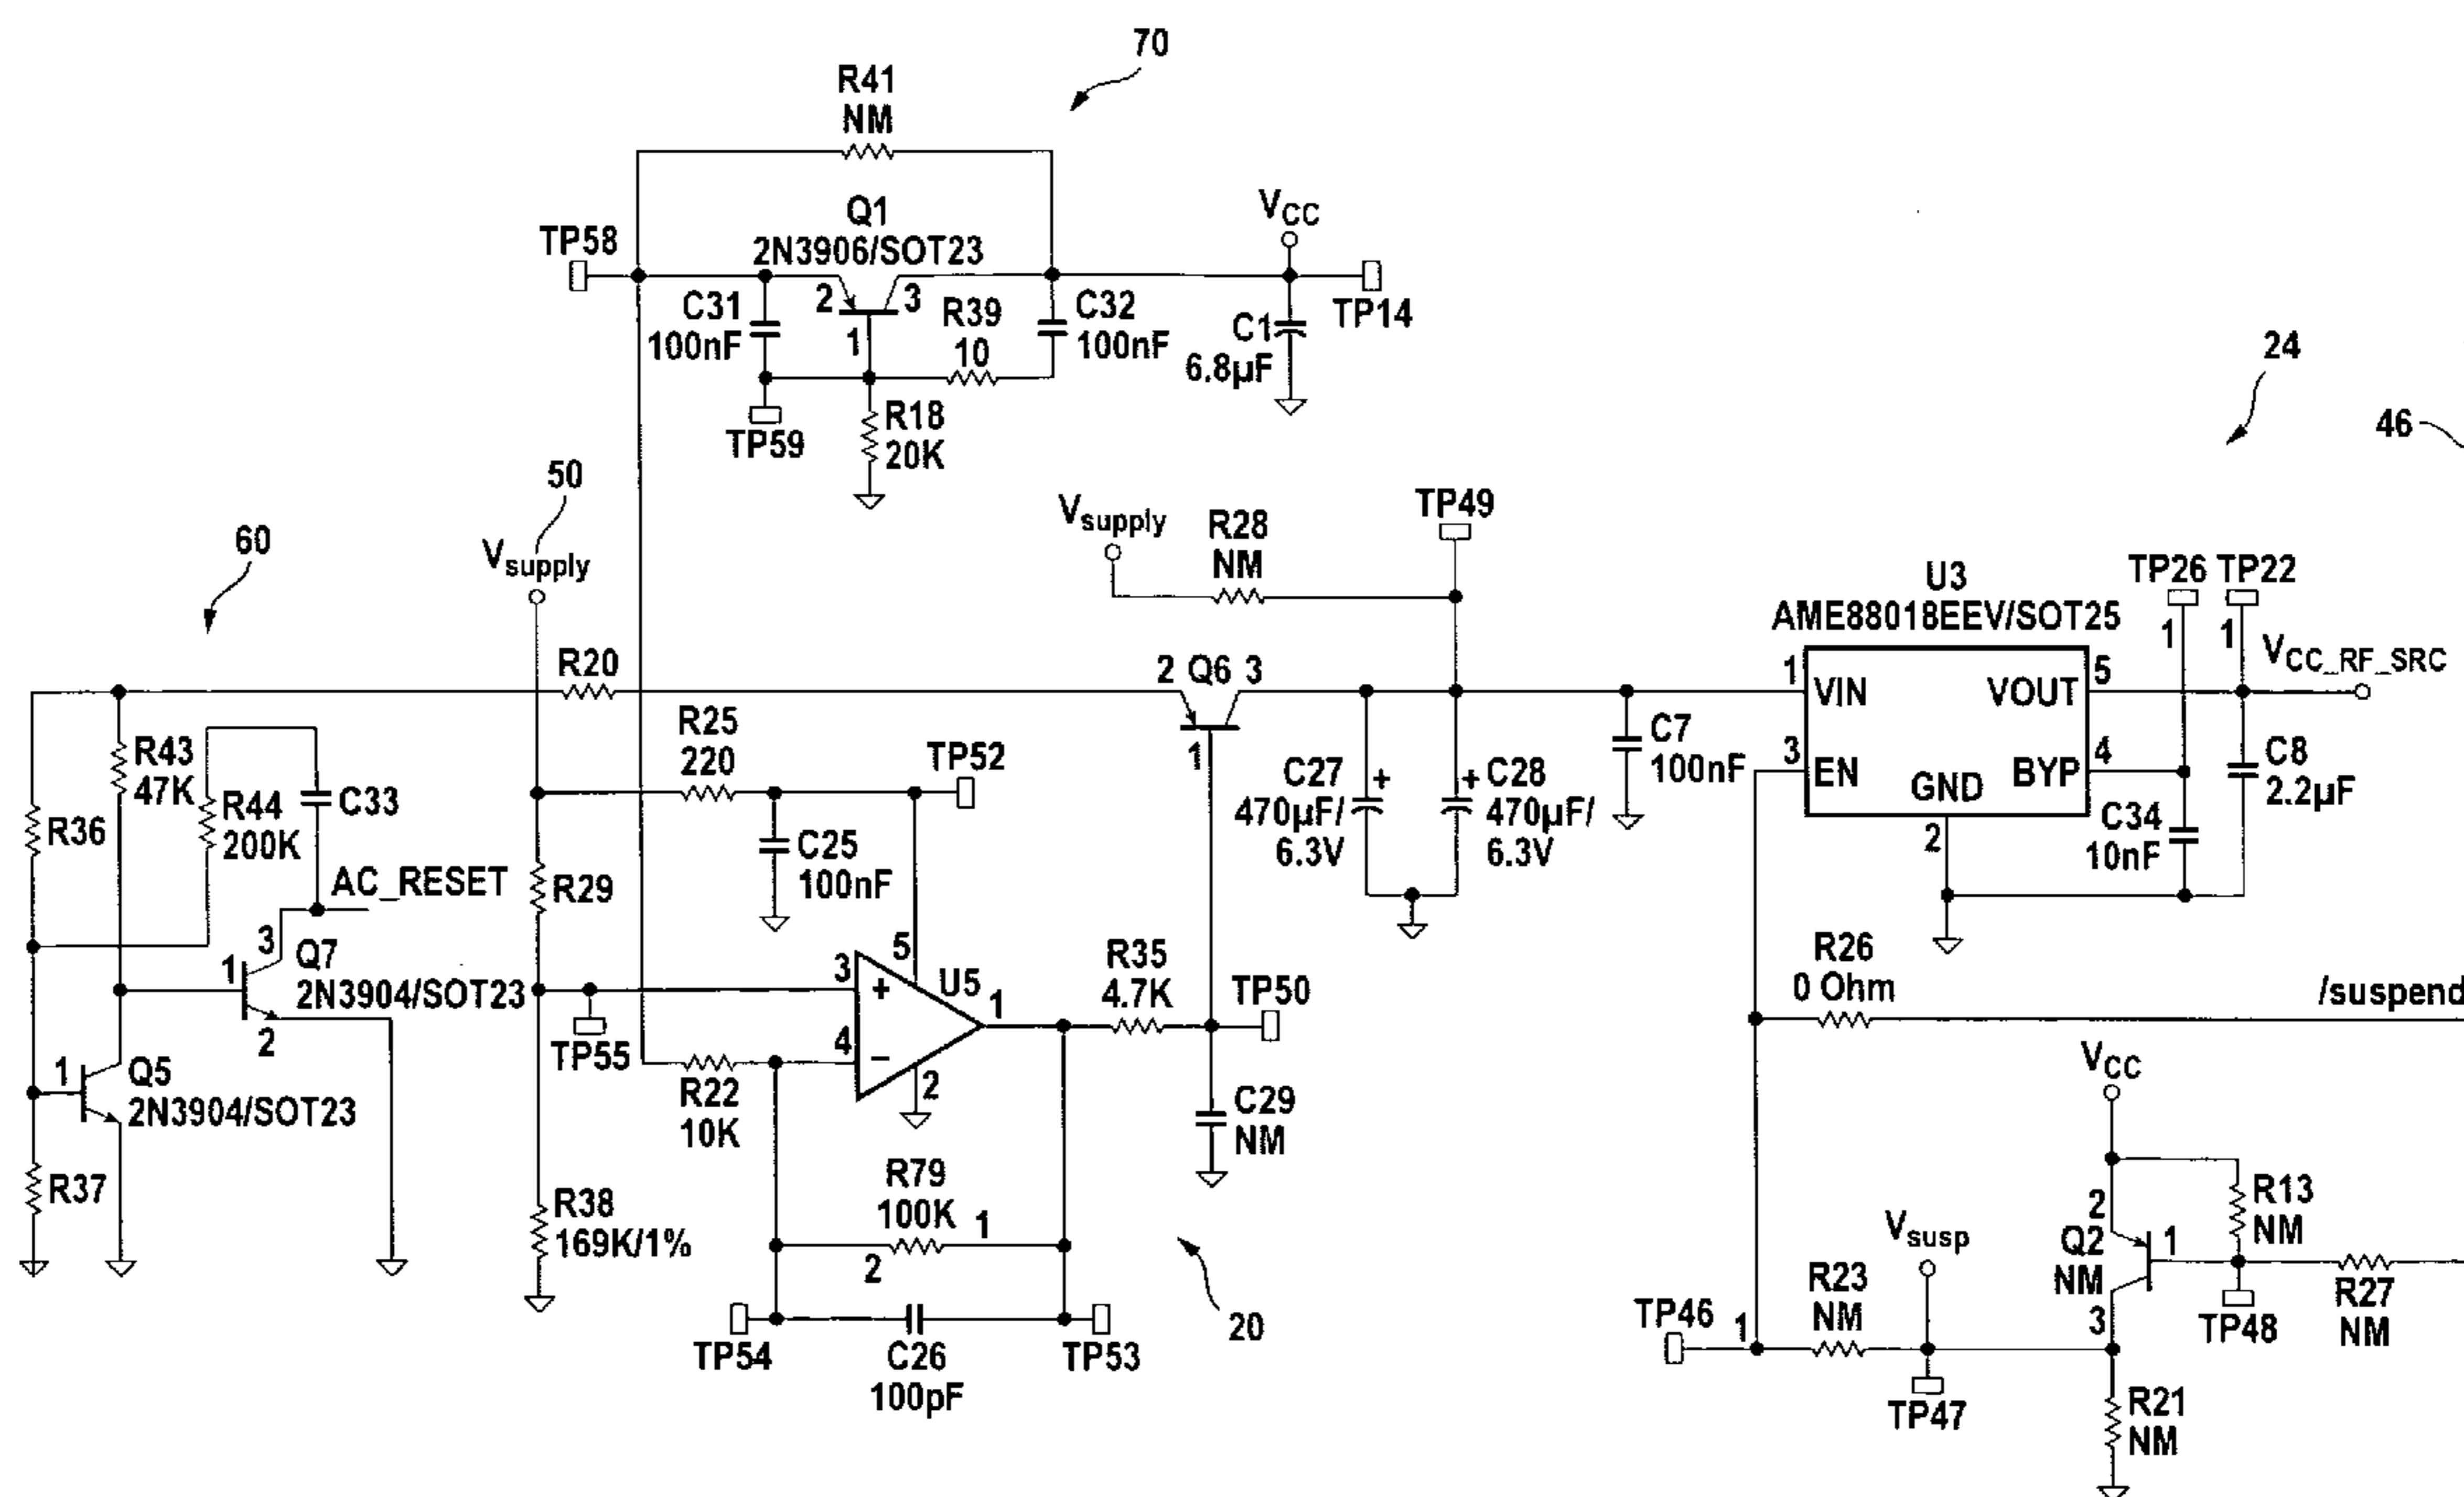 70
R41
NM
Q1
2N3906/SOT23
TP58
2
3
1
C31
100nF
R39
10
C32
100nF
VCC
C1
6.8µF
TP14
TP59
R18
20K
24
46
50
Vsupply
60
Vsupply
R28
NM
TP49
R20
2 Q6 3
1
U3
AME88018EEV/SOT25
TP26 TP22
1
1
VCC_RF_SRC
1
VIN
VOUT
5
3
EN
GND
BYP
4
2
R43
47K
R36
R44
200K
C33
AC_RESET
R25
220
TP52
C25
100nF
R29
C27
470µF/
6.3V
+
+
C28
470µF/
6.3V
C7
100nF
C34
10nF
C8
2.2µF
3
Q7
1
2N3904/SOT23
2
TP55
3
+
5
U5
4
−
1
2
R35
4.7K
TP50
R26
0 Ohm
/suspend
1
Q5
2N3904/SOT23
R22
10K
C29
NM
VCC
R37
R38
169K/1%
R79
100K
1
2
TP54
C26
100pF
TP53
20
2
Q2
NM
1
3
R13
NM
R27
NM
TP48
Vsusp
R23
NM
TP46
1
TP47
R21
NM